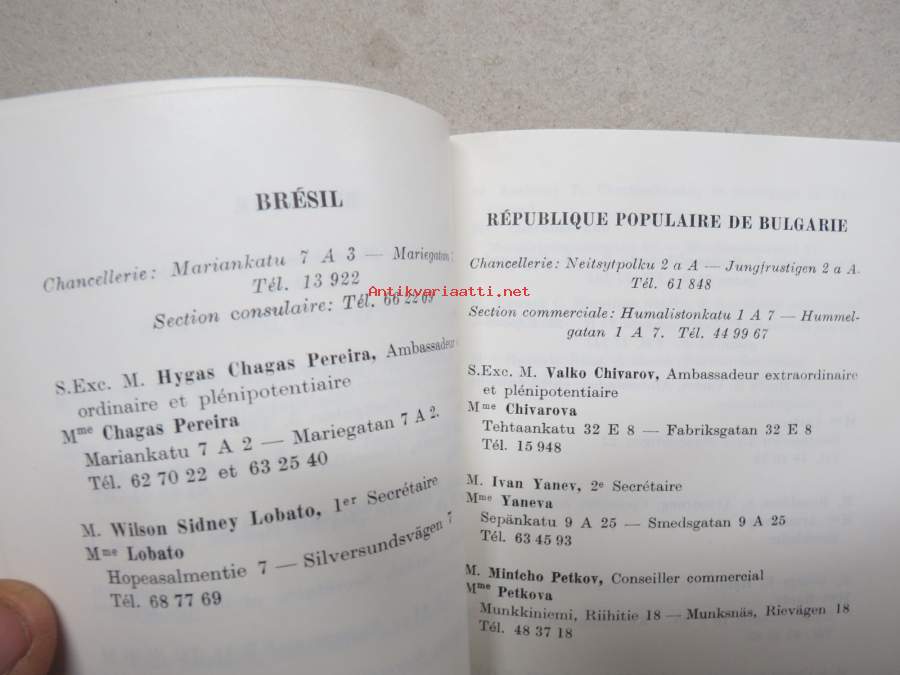 BRÉSIL
Chancellerie: Mariankatu 7 A 3 — Mariegatan
Tél. 13 922
Section consulaire: Tél. 66 22 69
S.Exc. M. Hygas Chagas Pereira, Ambassadeur
ordinaire et plénipotentiaire
Mme Chagas Pereira
Mariankatu 7 A 2 — Mariegatan 7 A 2.
Tél. 62 70 22 et 63 25 40
M. Wilson Sidney Lobato, 1er Secrétaire
Mme Lobato
Hopeasalmentie 7 — Silversundsvägen 7
Tél. 68 77 69
RÉPUBLIQUE POPULAIRE DE BULGARIE
Chancellerie: Neitsytpolku 2 a A — Jungfrustigen 2 a A.
Tél. 61 848
Section commerciale: Humalistonkatu 1 A 7 — Hummel-
gatan 1 A 7. Tél. 44 99 67
S.Exc. M. Valko Chivarov, Ambassadeur extraordinaire
et plénipotentiaire
Mme Chivarova
Tehtaankatu 32 E 8 — Fabriksgatan 32 E 8
Tél. 15 948
M. Ivan Yanev, 2e Secrétaire
Mme Yaneva
Sepänkatu 9 A 25 — Smedsgatan 9 A 25
Tél. 63 45 93
M. Mintcho Petkov, Conseiller commercial
Mme Petkova
Munkkiniemi, Riihitie 18 — Munksnäs, Rievägen 18
Tél. 48 37 18
Antikvariaatti.net